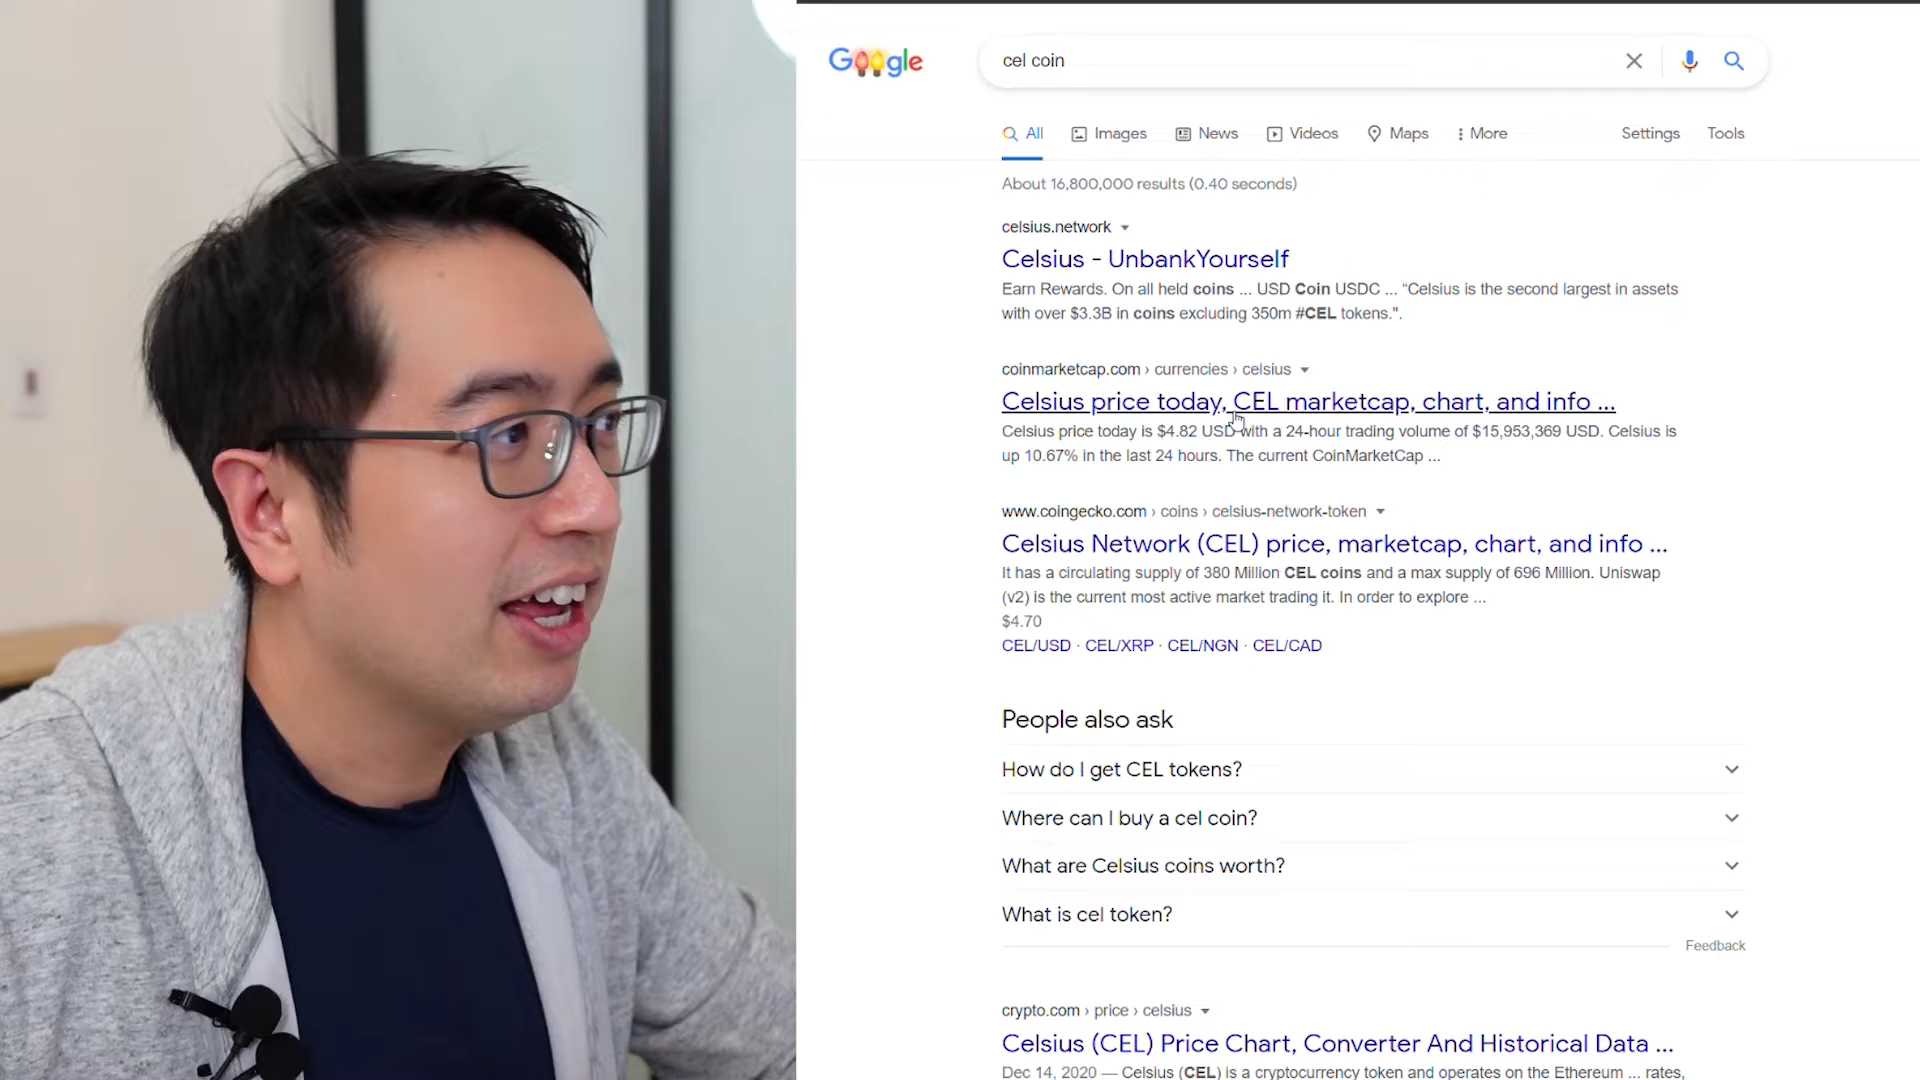 Google
cel coin
All Images News Videos Maps More Settings Tools
About 16,800,000 results (0.40 seconds)
celsius.network
Celsius - UnbankYourself
Earn Rewards. On all held coins ... USD Coin USDC ... “Celsius is the second largest in assets
with over $3.3B in coins excluding 350m #CEL tokens.".
coinmarketcap.com › currencies › celsius
Celsius price today, CEL marketcap, chart, and info ...
Celsius price today is $4.82 USD with a 24-hour trading volume of $15,953,369 USD. Celsius is
up 10.67% in the last 24 hours. The current CoinMarketCap ...
www.coingecko.com › coins › celsius-network-token
Celsius Network (CEL) price, marketcap, chart, and info ...
It has a circulating supply of 380 Million CEL coins and a max supply of 696 Million. Uniswap
(v2) is the current most active market trading it. In order to explore ...
$4.70
CEL/USD · CEL/XRP · CEL/NGN · CEL/CAD
People also ask
How do I get CEL tokens?
Where can I buy a cel coin?
What are Celsius coins worth?
What is cel token?
Feedback
crypto.com › price › celsius
Celsius (CEL) Price Chart, Converter And Historical Data ...
Dec 14, 2020 — Celsius (CEL) is a cryptocurrency token and operates on the Ethereum ... rates,